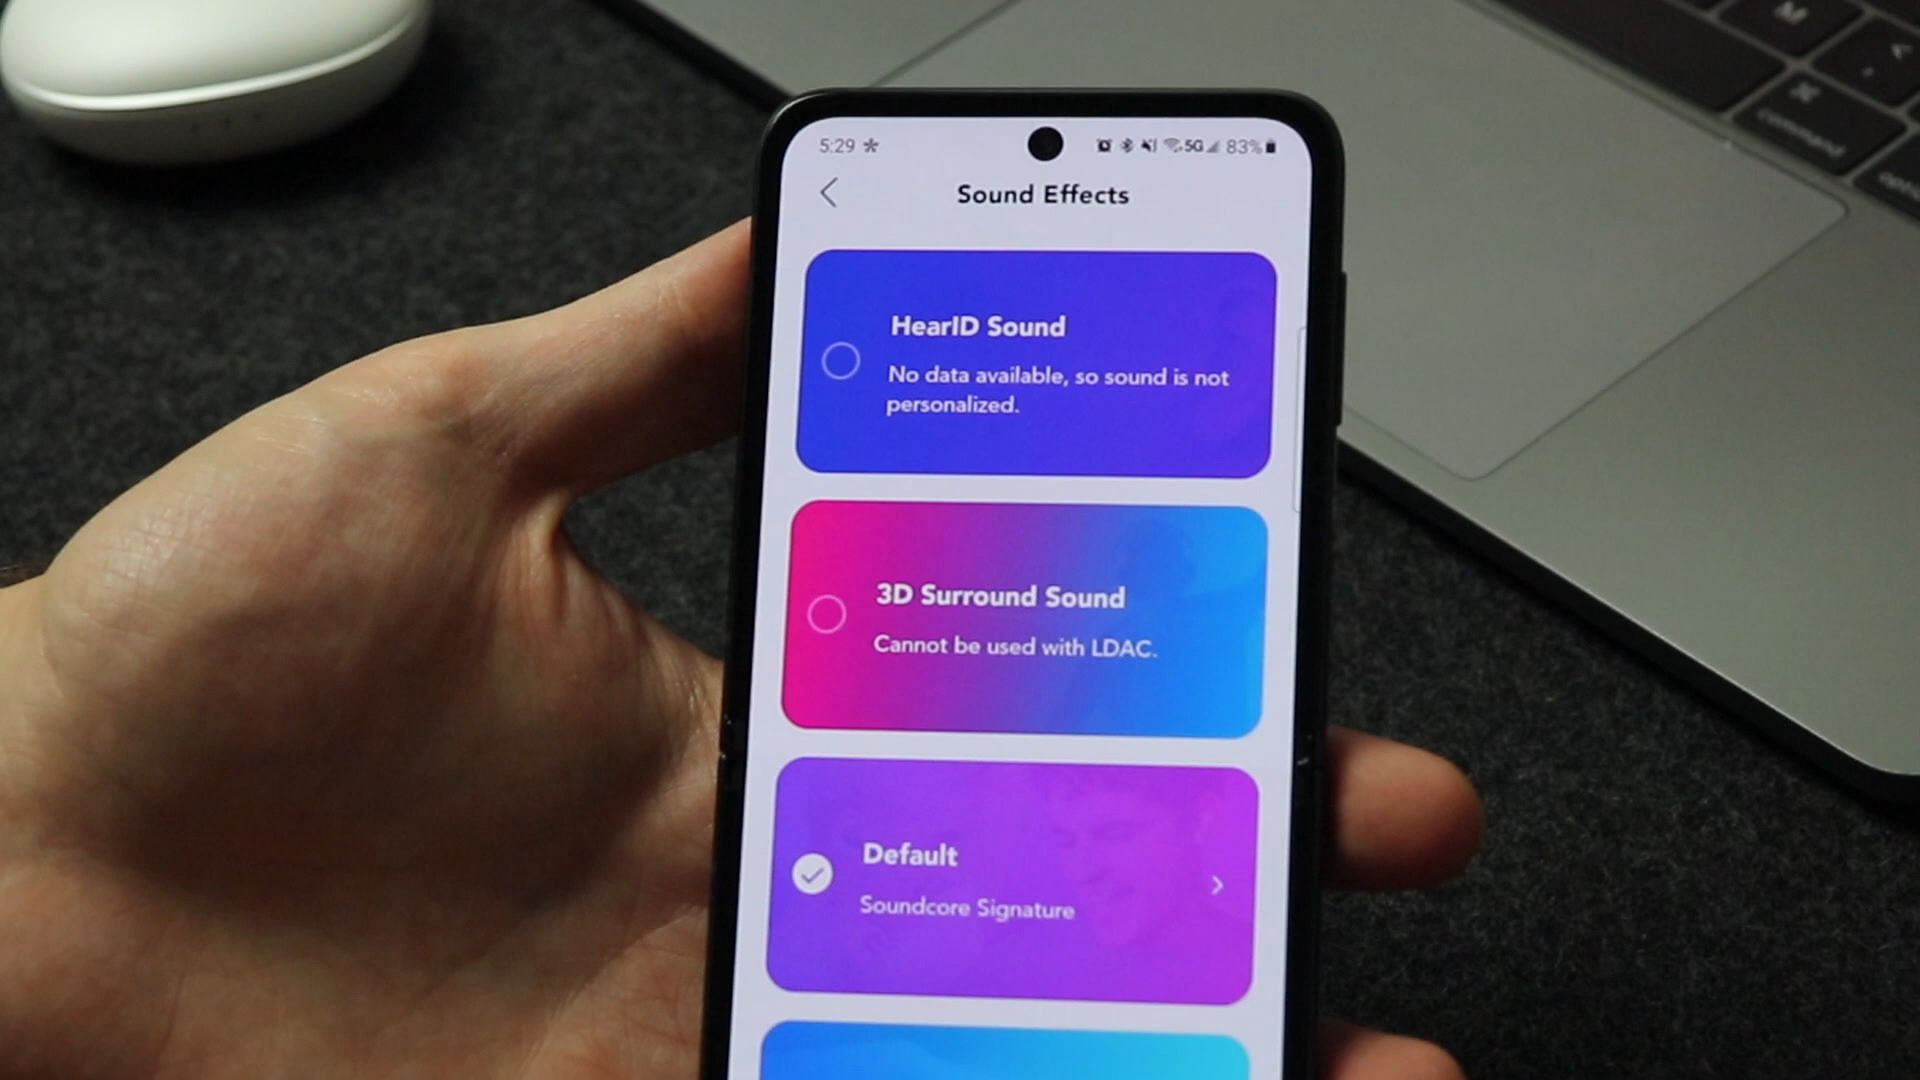 M
<
⌘
command
5:29 *
5G 83%
Sound Effects
HearID Sound
No data available, so sound is not
personalized.
3D Surround Sound
Cannot be used with LDAC.
Default
Soundcore Signature